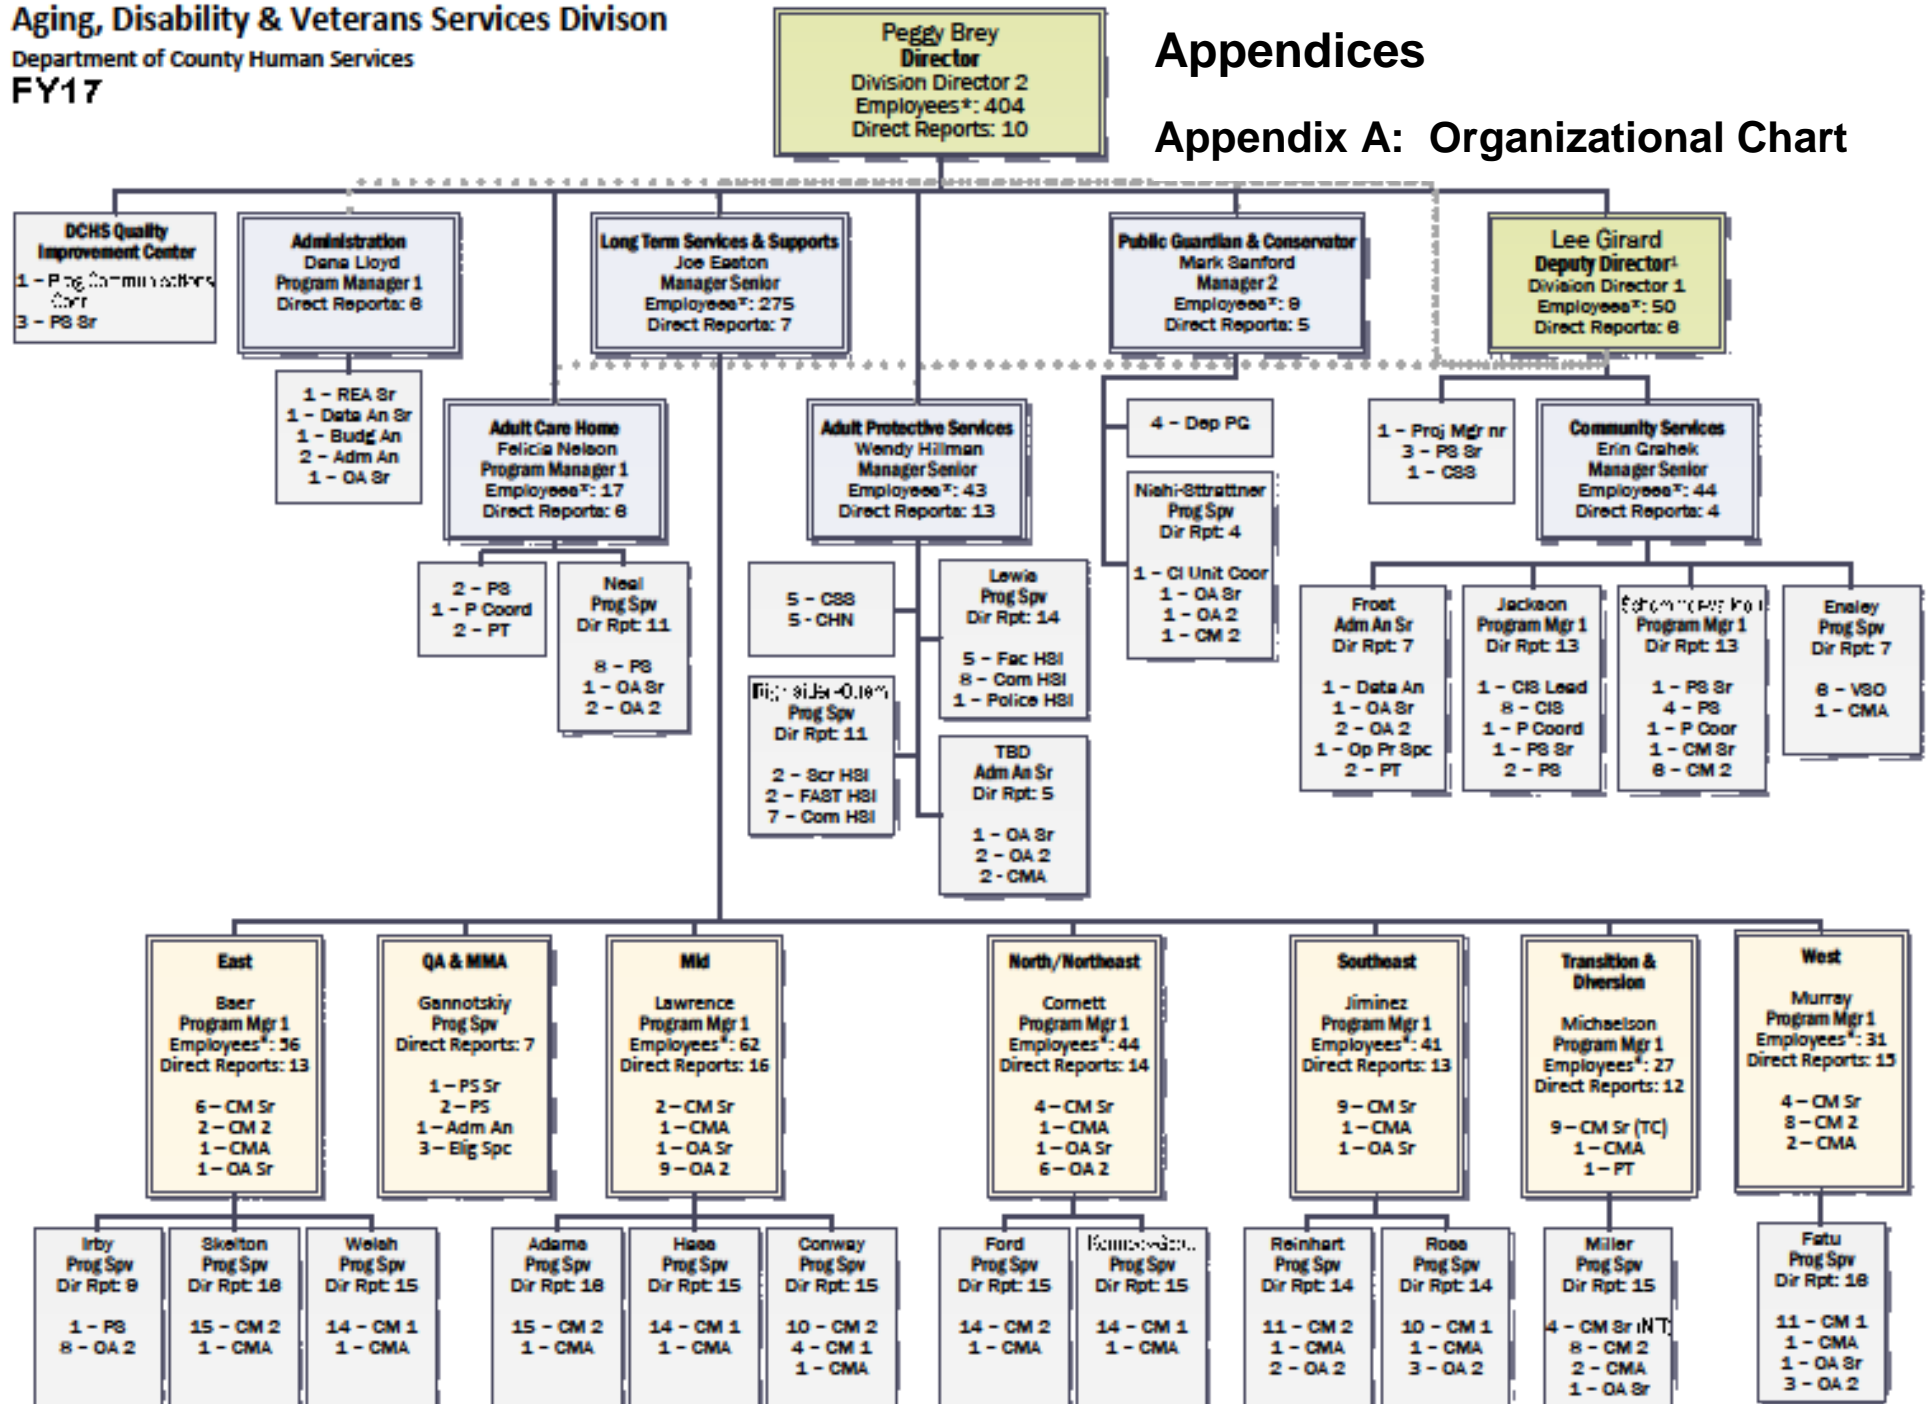 Aging, Disability & Veterans Services Divison
Department of County Human Services
FY17
Appendices
Appendix A: Organizational Chart
Peggy Brey
Director
Division Director 2
Employees*: 404
Direct Reports: 10
DCHS Quality
Improvement Center
1 – Prog Communications
Coor
3 – PS Sr
Administration
Dana Lloyd
Program Manager 1
Direct Reports: 6
1 – REA Sr
1 – Data An Sr
1 – Budg An
2 – Adm An
1 – OA Sr
Long Term Services & Supports
Joe Easton
Manager Senior
Employees*: 275
Direct Reports: 7
Public Guardian & Conservator
Mark Sanford
Manager 2
Employees*: 9
Direct Reports: 5
Lee Girard
Deputy Director¹
Division Director 1
Employees*: 50
Direct Reports: 6
Adult Care Home
Felicia Nelson
Program Manager 1
Employees*: 17
Direct Reports: 6
2 – PS
1 – P Coord
2 – PT
Neal
Prog Spv
Dir Rpt: 11
8 – PS
1 – OA Sr
2 – OA 2
Adult Protective Services
Wendy Hillman
Manager Senior
Employees*: 43
Direct Reports: 13
5 – CSS
5 - CHN
Prog Spv
Dir Rpt: 11
2 – Scr HSI
2 – FAST HSI
7 – Com HSI
Lewis
Prog Spv
Dir Rpt: 14
5 – Fac HSI
8 – Com HSI
1 – Police HSI
TBD
Adm An Sr
Dir Rpt: 5
1 – OA Sr
2 – OA 2
2 - CMA
4 – Dep PG
Nishi-Strattner
Prog Spv
Dir Rpt: 4
1 – CI Unit Coor
1 – OA Sr
1 – OA 2
1 – CM 2
1 – Proj Mgr nr
3 – PS Sr
1 – CSS
Community Services
Erin Grahek
Manager Senior
Employees*: 44
Direct Reports: 4
Frost
Adm An Sr
Dir Rpt: 7
1 – Data An
1 – OA Sr
2 – OA 2
1 – Op Pr Spc
2 – PT
Jackson
Program Mgr 1
Dir Rpt: 13
1 – CIS Lead
8 – CIS
1 – P Coord
1 – PS Sr
2 – PS
Program Mgr 1
Dir Rpt: 13
1 – PS Sr
4 – PS
1 – P Coor
1 – CM Sr
6 – CM 2
Ensley
Prog Spv
Dir Rpt: 7
6 – VSO
1 – CMA
East
Baer
Program Mgr 1
Employees*: 56
Direct Reports: 13
6 – CM Sr
2 – CM 2
1 – CMA
1 – OA Sr
QA & MMA
Gannotskiy
Prog Spv
Direct Reports: 7
1 – PS Sr
2 – PS
1 – Adm An
3 – Elig Spc
Mid
Lawrence
Program Mgr 1
Employees*: 62
Direct Reports: 16
2 – CM Sr
1 – CMA
1 – OA Sr
9 – OA 2
North/Northeast
Cornett
Program Mgr 1
Employees*: 44
Direct Reports: 14
4 – CM Sr
1 – CMA
1 – OA Sr
6 – OA 2
Southeast
Jiminez
Program Mgr 1
Employees*: 41
Direct Reports: 13
9 – CM Sr
1 – CMA
1 – OA Sr
Transition &
Diversion
Michaelson
Program Mgr 1
Employees*: 27
Direct Reports: 12
9 – CM Sr (TC)
1 – CMA
1 – PT
West
Murray
Program Mgr 1
Employees*: 31
Direct Reports: 15
4 – CM Sr
8 – CM 2
2 – CMA
Irby
Prog Spv
Dir Rpt: 9
1 – PS
8 – OA 2
Skelton
Prog Spv
Dir Rpt: 16
15 – CM 2
1 – CMA
Welsh
Prog Spv
Dir Rpt: 15
14 – CM 1
1 – CMA
Adams
Prog Spv
Dir Rpt: 16
15 – CM 2
1 – CMA
Hass
Prog Spv
Dir Rpt: 15
14 – CM 1
1 – CMA
Conway
Prog Spv
Dir Rpt: 15
10 – CM 2
4 – CM 1
1 – CMA
Ford
Prog Spv
Dir Rpt: 15
14 – CM 2
1 – CMA
Prog Spv
Dir Rpt: 15
14 – CM 1
1 – CMA
Reinhart
Prog Spv
Dir Rpt: 14
11 – CM 2
1 – CMA
2 – OA 2
Ross
Prog Spv
Dir Rpt: 14
10 – CM 1
1 – CMA
3 – OA 2
Miller
Prog Spv
Dir Rpt: 15
4 – CM Sr (NT)
8 – CM 2
2 – CMA
1 – OA Sr
Fatu
Prog Spv
Dir Rpt: 16
11 – CM 1
1 – CMA
1 – OA Sr
3 – OA 2